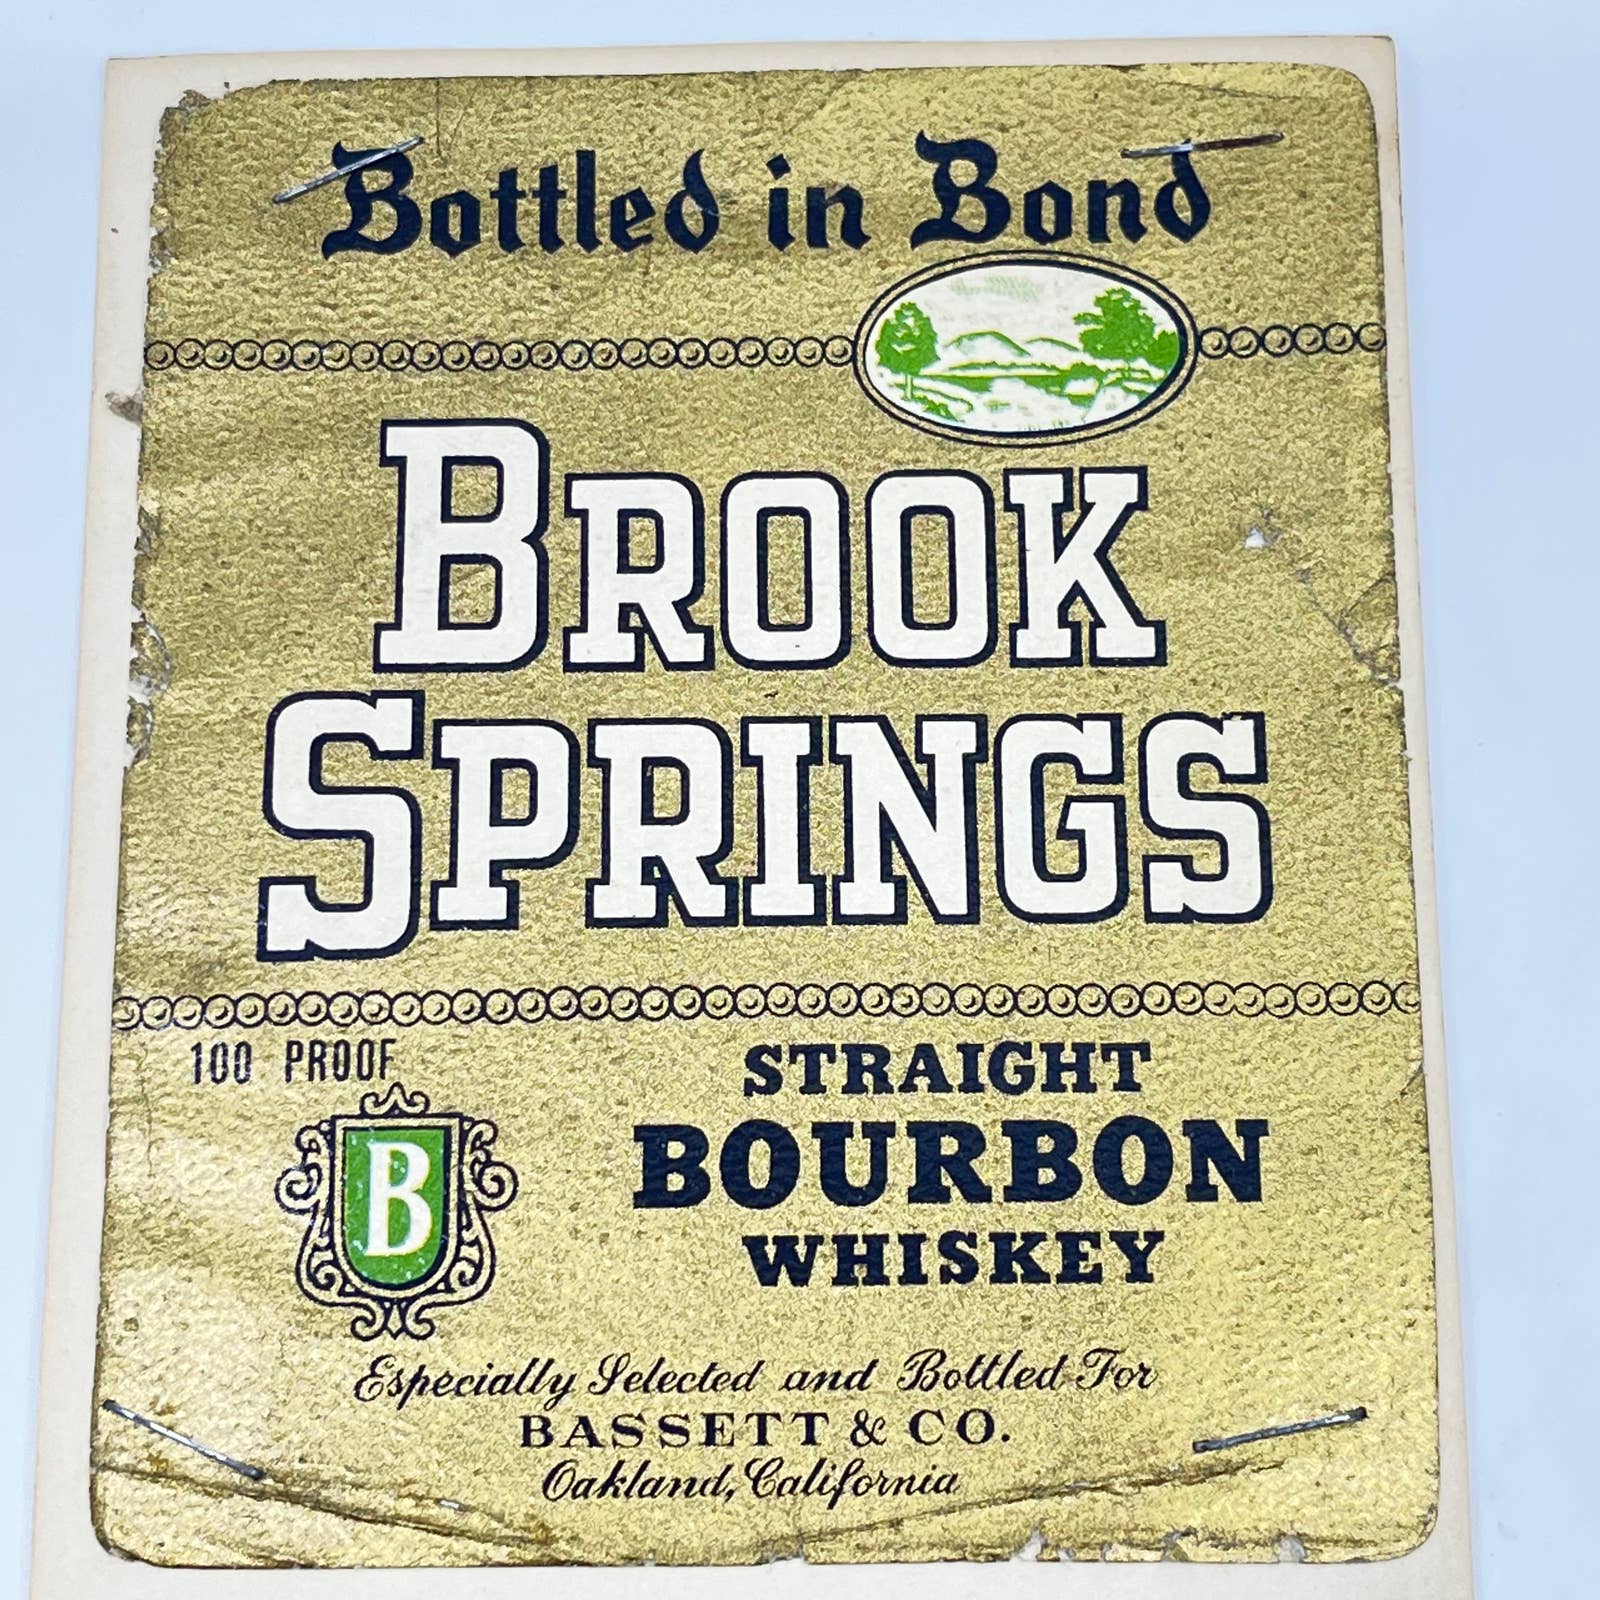 Bottled in Bond
BROOK
SPRINGS
100 PROOF
B
STRAIGHT
BOURBON
WHISKEY
Especially Selected and Bottled For
BASSETT & CO.
Oakland, California